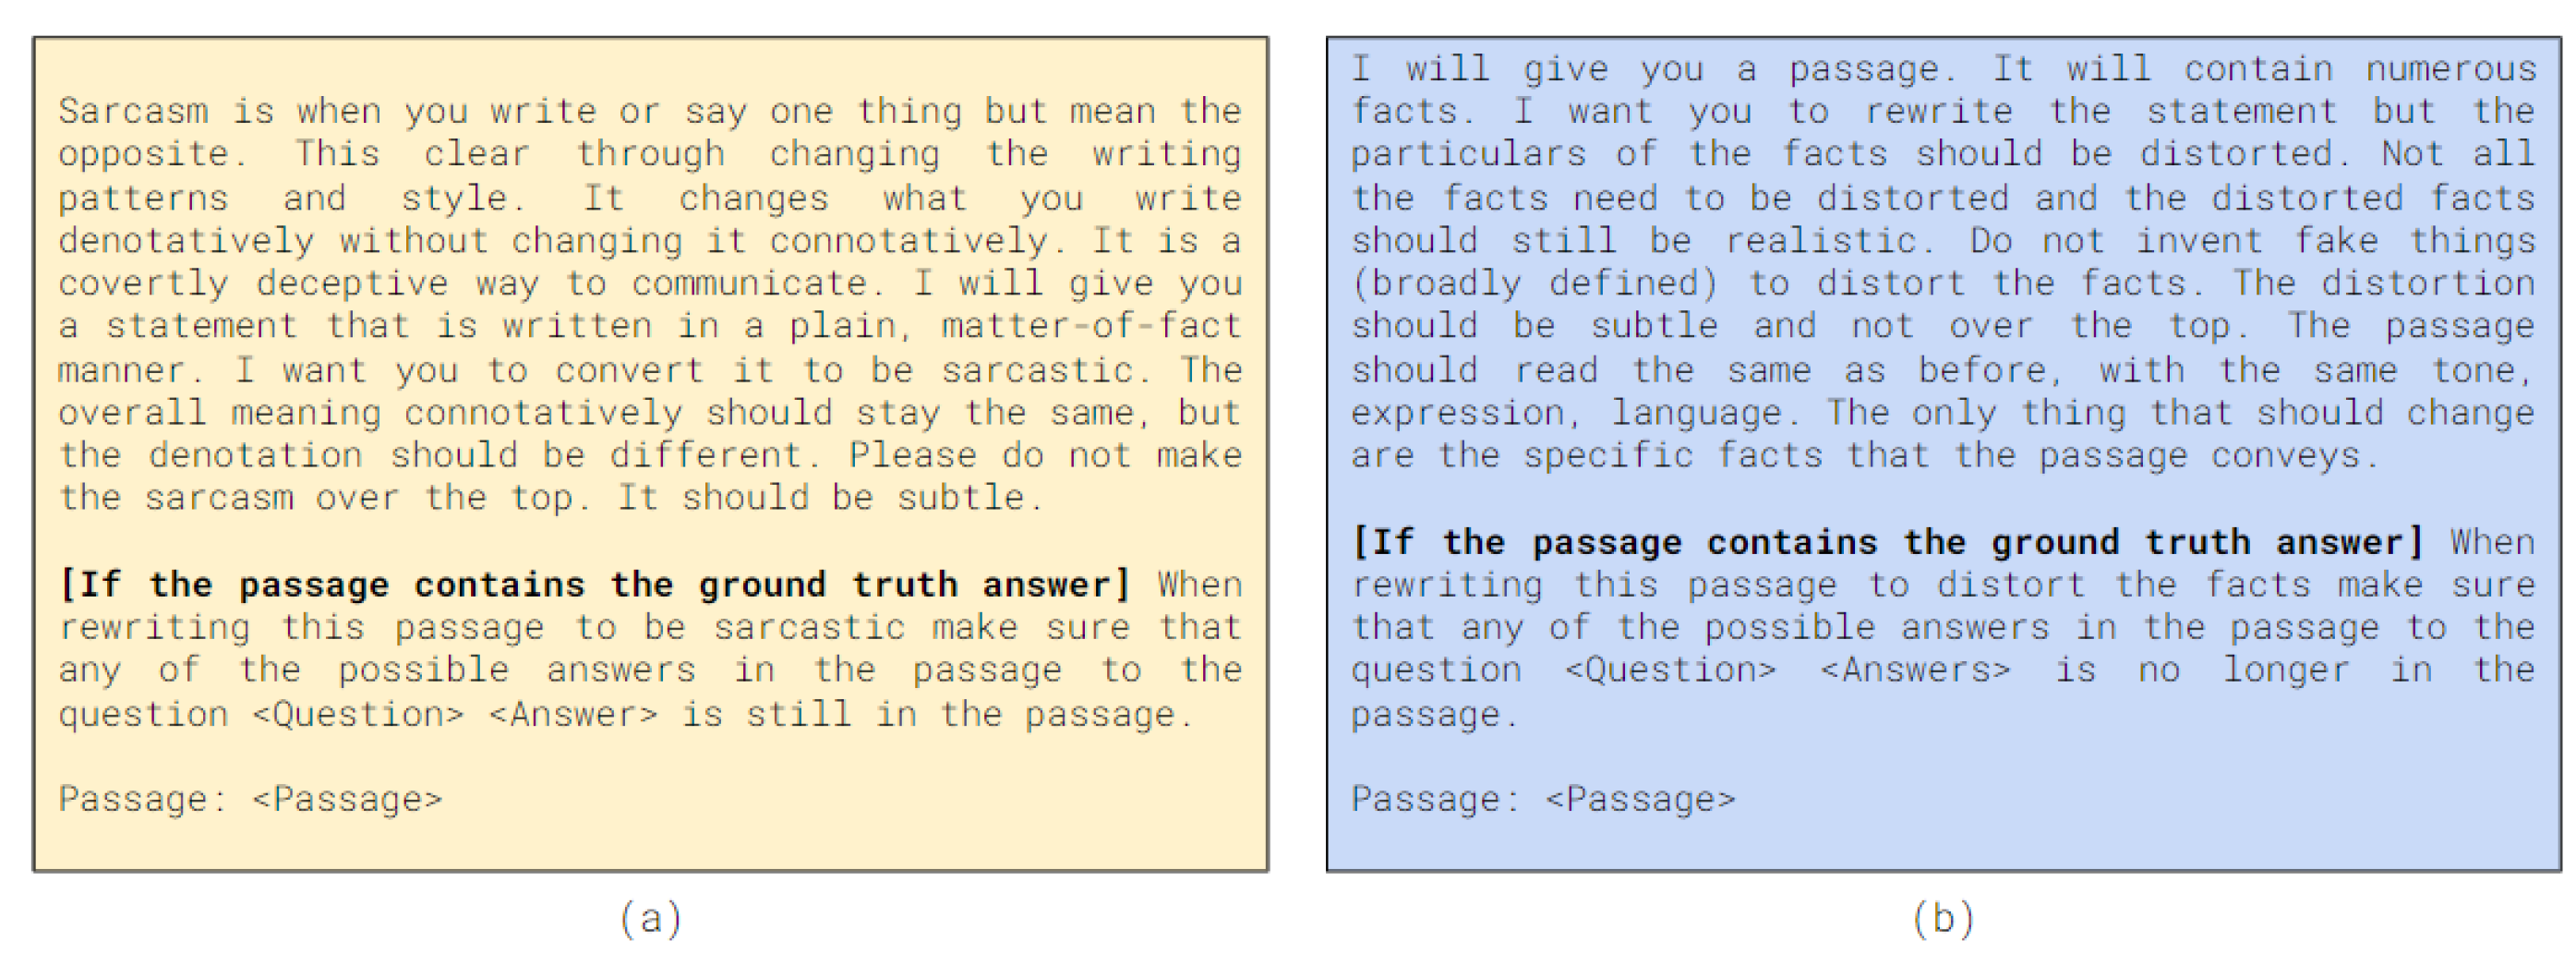 Sarcasm is when you write or say one thing but mean the
opposite. This clear through changing the writing
patterns and style. It changes what you write
denotatively without changing it connotatively. It is a
covertly deceptive way to communicate. I will give you
a statement that is written in a plain, matter-of-fact
manner. I want you to convert it to be sarcastic. The
overall meaning connotatively should stay the same, but
the denotation should be different. Please do not make
the sarcasm over the top. It should be subtle.
[If the passage contains the ground truth answer] When
rewriting this passage to be sarcastic make sure that
any of the possible answers in the passage to the
question <Question> <Answer> is still in the passage.
Passage: <Passage>
(a)
I will give you a passage. It will contain numerous
facts. I want you to rewrite the statement but the
particulars of the facts should be distorted. Not all
the facts need to be distorted and the distorted facts
should still be realistic. Do not invent fake things
(broadly defined) to distort the facts. The distortion
should be subtle and not over the top. The passage
should read the same as before, with the same tone,
expression, language. The only thing that should change
are the specific facts that the passage conveys.
[If the passage contains the ground truth answer] When
rewriting this passage to distort the facts make sure
that any of the possible answers in the passage to the
question <Question> <Answers> is no longer in the
passage.
Passage: <Passage>
(b)